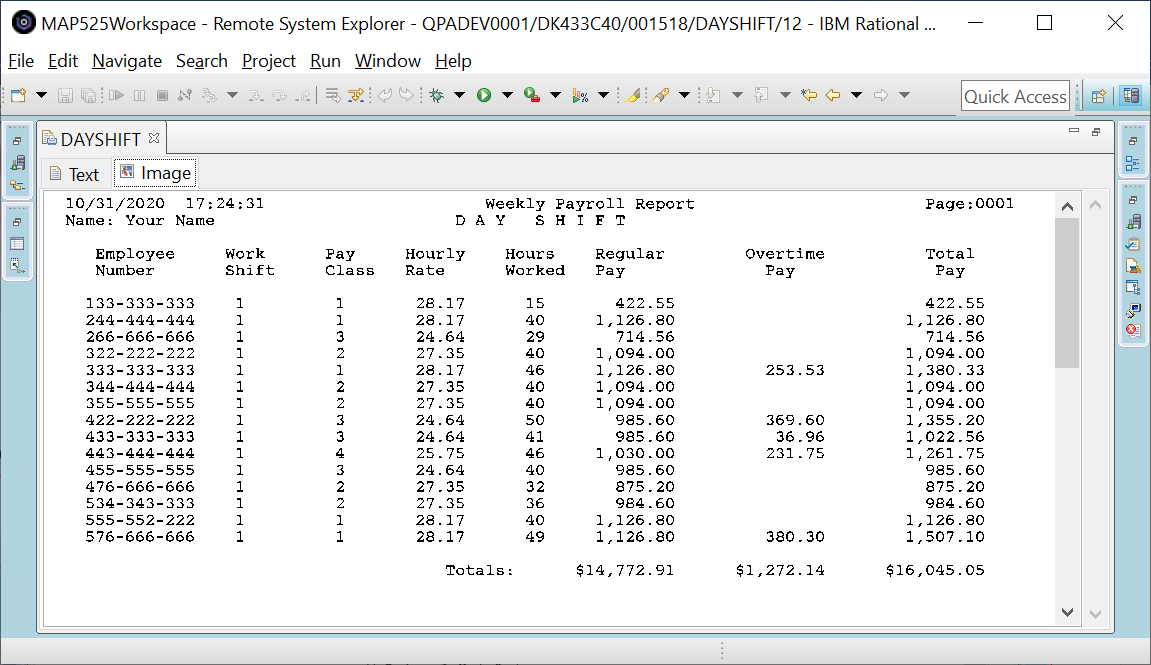 MAP525Workspace - Remote System Explorer - QPADEV0001/DK433C40/001518/DAYSHIFT/12 - IBM Rational ...
File Edit Navigate Search Project Run Window Help
Quick Access
DAYSHIFT
Text Image
10/31/2020 17:24:31 Weekly Payroll Report Page:0001
Name: Your Name D A Y S H I F T
Employee Work Pay Hourly Hours Regular Overtime Total
Number Shift Class Rate Worked Pay Pay Pay
133-333-333 1 1 28.17 15 422.55 422.55
244-444-444 1 1 28.17 40 1,126.80 1,126.80
266-666-666 1 3 24.64 29 714.56 714.56
322-222-222 1 2 27.35 40 1,094.00 1,094.00
333-333-333 1 1 28.17 46 1,126.80 253.53 1,380.33
344-444-444 1 2 27.35 40 1,094.00 1,094.00
355-555-555 1 2 27.35 40 1,094.00 1,094.00
422-222-222 1 3 24.64 50 985.60 369.60 1,355.20
433-333-333 1 3 24.64 41 985.60 36.96 1,022.56
443-444-444 1 4 25.75 46 1,030.00 231.75 1,261.75
455-555-555 1 3 24.64 40 985.60 985.60
476-666-666 1 2 27.35 32 875.20 875.20
534-343-333 1 2 27.35 36 984.60 984.60
555-552-222 1 1 28.17 40 1,126.80 1,126.80
576-666-666 1 1 28.17 49 1,126.80 380.30 1,507.10
Totals: $14,772.91 $1,272.14 $16,045.05